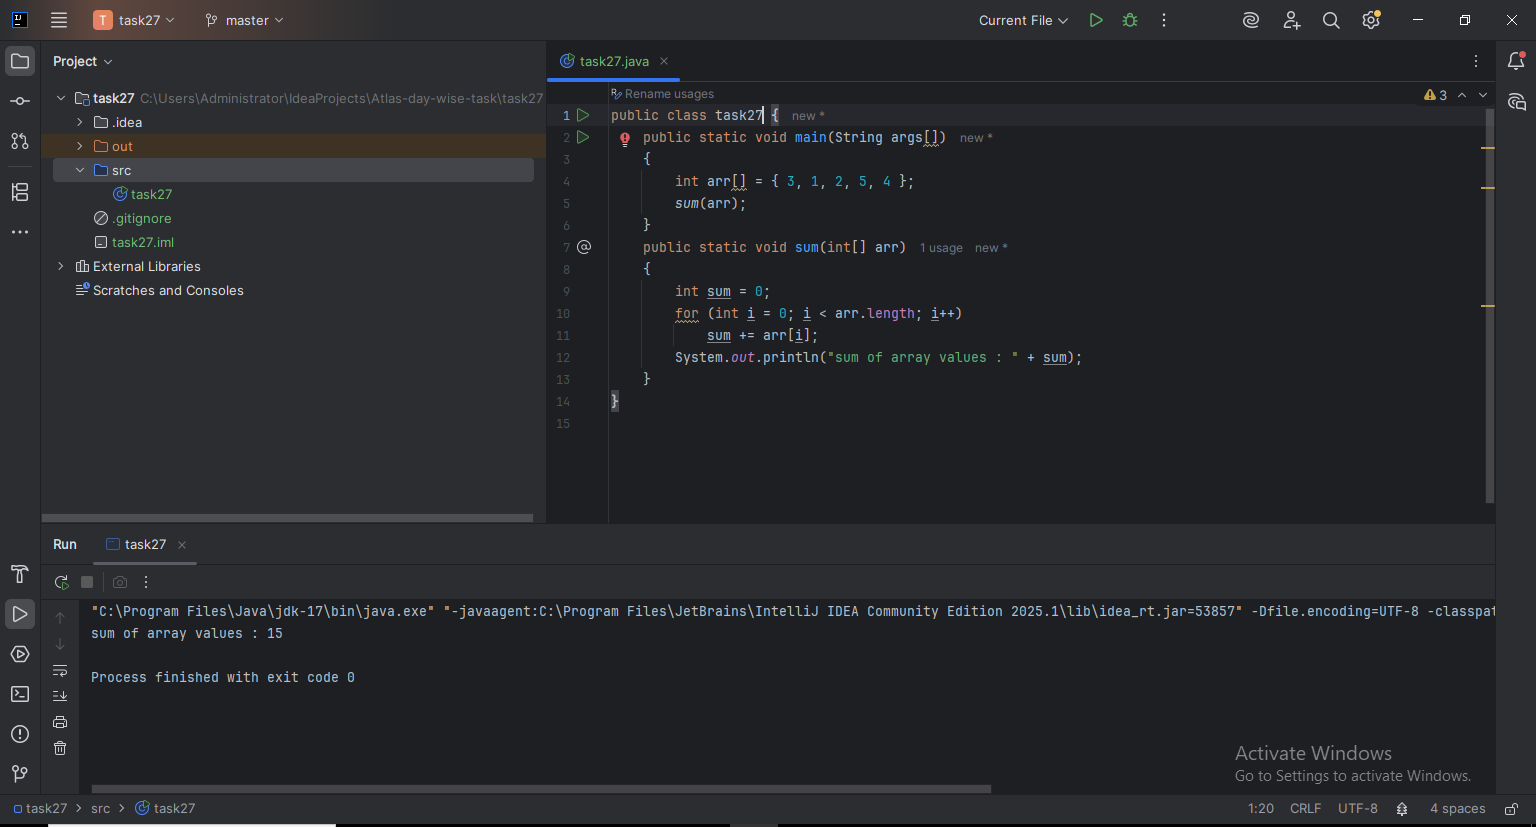 IJ
T task27 master Current File
Project
task27.java
task27 C:\Users\Administrator\IdeaProjects\Atlas-day-wise-task\task27
.idea
out
src
task27
.gitignore
task27.iml
External Libraries
Scratches and Consoles
Rename usages
3
1 public class task27 { new *
2 public static void main(String args[]) new *
3 {
4 int arr[] = { 3, 1, 2, 5, 4 };
5 sum(arr);
6 }
7 @ public static void sum(int[] arr) 1 usage new *
8 {
9 int sum = 0;
10 for (int i = 0; i < arr.length; i++)
11 sum += arr[i];
12 System.out.println("sum of array values : " + sum);
13 }
14 }
15
Run task27
"C:\Program Files\Java\jdk-17\bin\java.exe" "-javaagent:C:\Program Files\JetBrains\IntelliJ IDEA Community Edition 2025.1\lib\idea_rt.jar=53857" -Dfile.encoding=UTF-8 -classpat
sum of array values : 15
Process finished with exit code 0
Activate Windows
Go to Settings to activate Windows.
task27 > src > task27 1:20 CRLF UTF-8 4 spaces